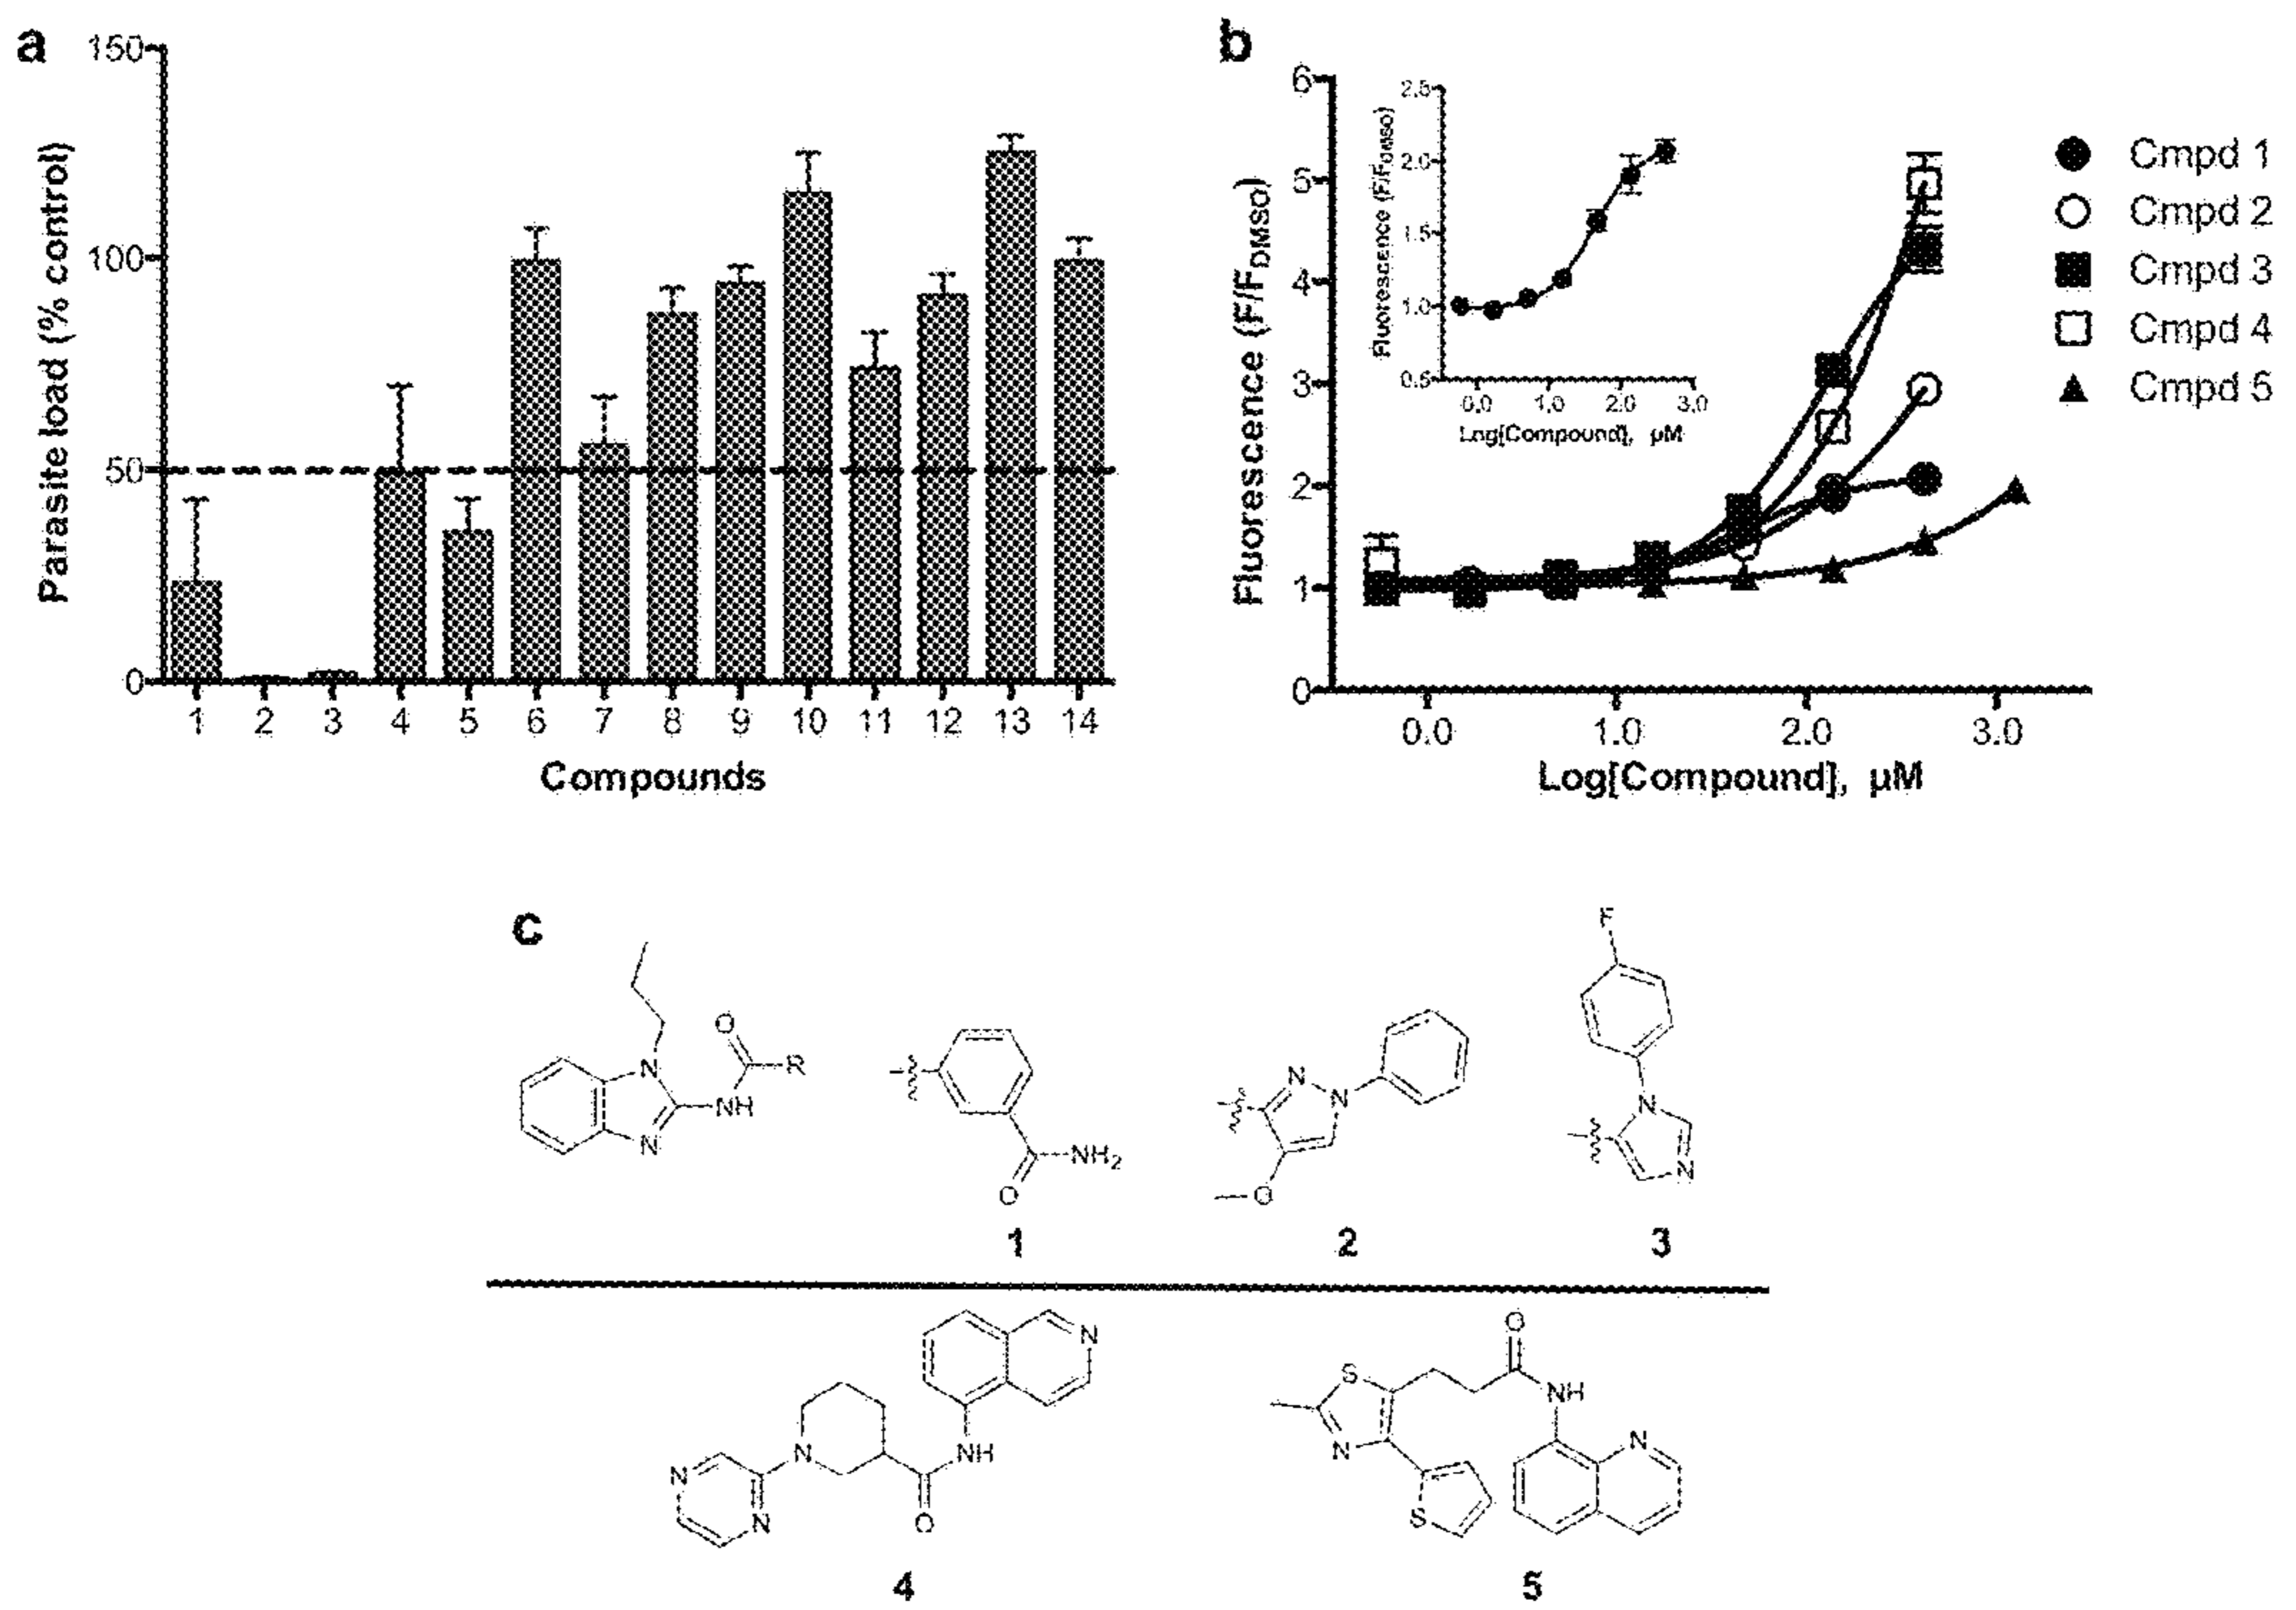 a
150
100
50
0
Parasite load (% control)
1 2 3 4 5 6 7 8 9 10 11 12 13 14
Compounds
b
6
5
4
3
2
1
0
Fluorescence (F/FDMSO)
0.0 1.0 2.0 3.0
Log[Compound], µM
2.5
2.0
1.5
1.0
0.5
Fluorescence (F/FDMSO)
0.0 1.0 2.0 3.0
Log[Compound], µM
Cmpd 1
Cmpd 2
Cmpd 3
Cmpd 4
Cmpd 5
c
N
N
NH
O
R
O
NH2
1
N
N
O
2
F
N
N
3
N
N
N
O
NH
N
4
S
N
S
O
NH
N
5